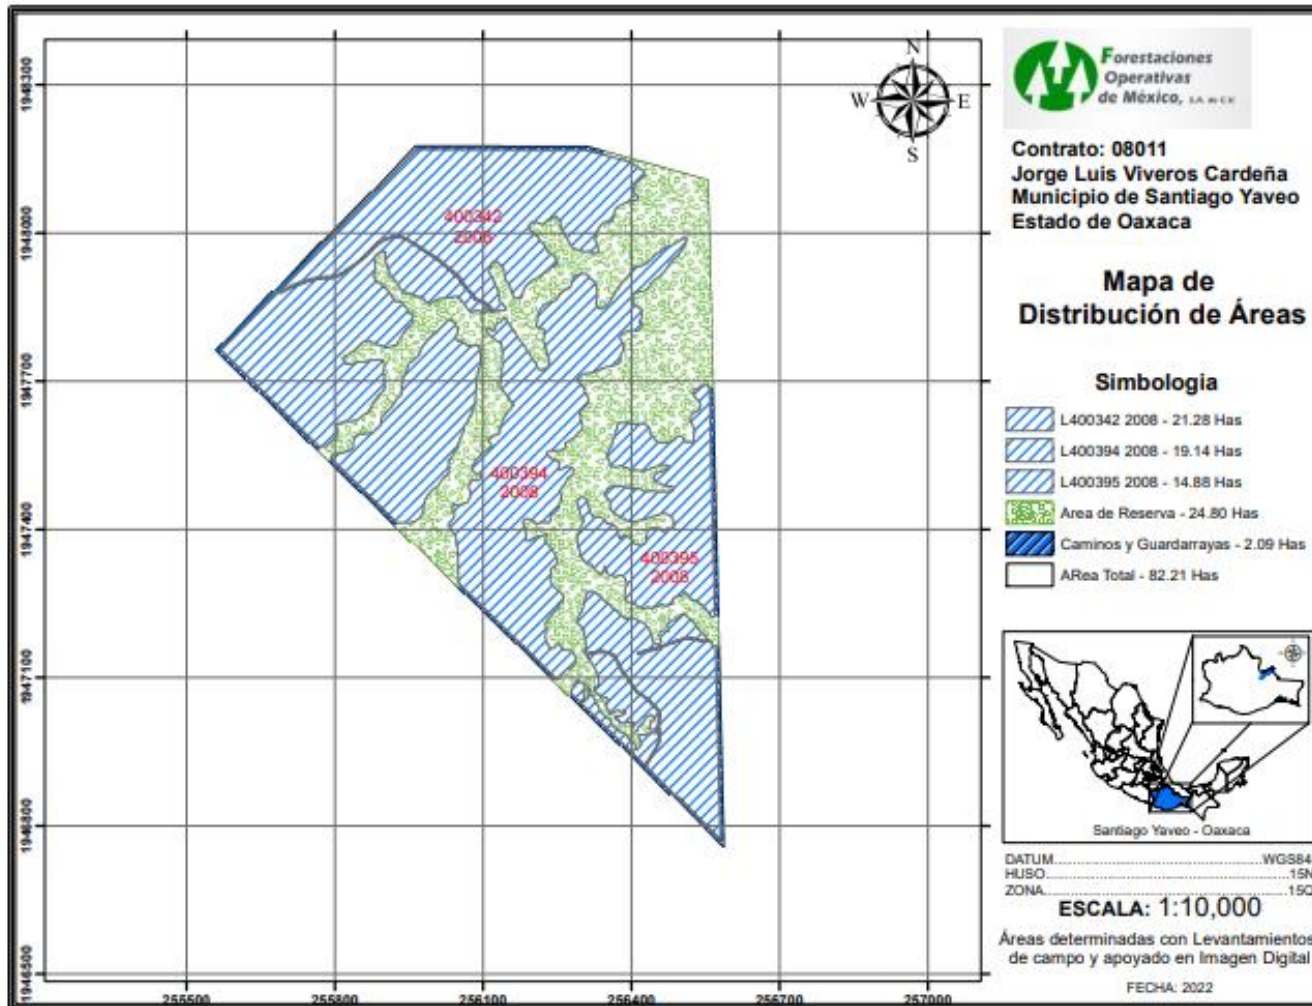 N
W
E
S
1948300
1948000
1947700
1947400
1947100
1946800
1946500
255500
255800
256100
256400
256700
257000
400342
2008
400394
2008
400395
2008
Forestaciones
Operativas
de México, S.A. de C.V.
Contrato: 08011
Jorge Luis Viveros Cardeña
Municipio de Santiago Yaveo
Estado de Oaxaca
Mapa de
Distribución de Áreas
Simbologia
L400342 2008 - 21.28 Has
L400394 2008 - 19.14 Has
L400395 2008 - 14.88 Has
Area de Reserva - 24.80 Has
Caminos y Guardarrayas - 2.09 Has
ARea Total - 82.21 Has
Santiago Yaveo - Oaxaca
DATUM WGS84
HUSO 15N
ZONA 15Q
ESCALA: 1:10,000
Áreas determinadas con Levantamientos
de campo y apoyado en Imagen Digital
FECHA: 2022